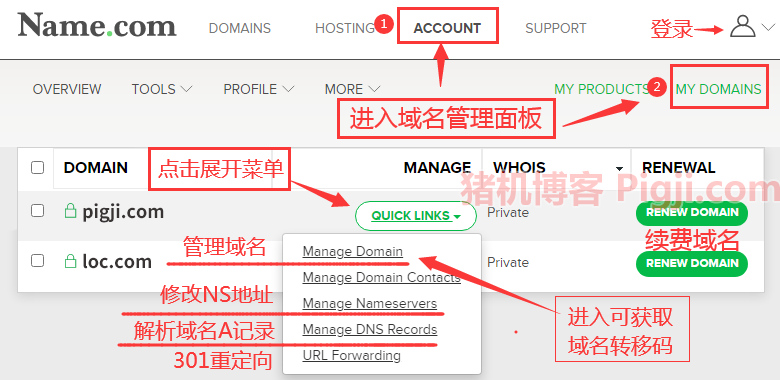 Name.com DOMAINS HOSTING 1 ACCOUNT SUPPORT 登录
OVERVIEW TOOLS PROFILE MORE MY PRODUCTS 2 MY DOMAINS
进入域名管理面板
DOMAIN 点击展开菜单 MANAGE WHOIS RENEWAL
猪机博客 Pigji.com
pigji.com QUICK LINKS Private RENEW DOMAIN
续费域名
管理域名 Manage Domain
loc.com Private RENEW DOMAIN
Manage Domain Contacts
修改NS地址 Manage Nameservers
进入可获取
解析域名A记录 Manage DNS Records
域名转移码
301重定向 URL Forwarding